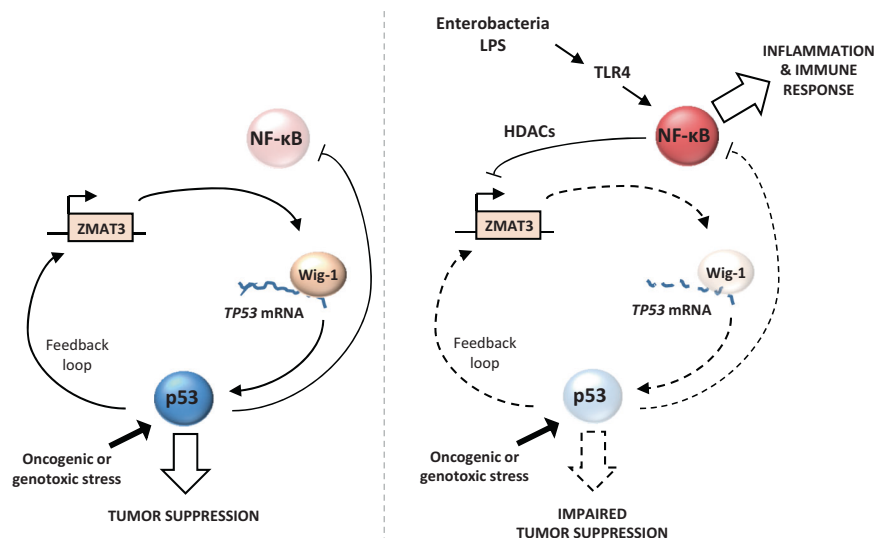 NF-κB
ZMAT3
Wig-1
TP53 mRNA
Feedback
loop
p53
Oncogenic or
genotoxic stress
TUMOR SUPPRESSION
Enterobacteria
LPS
TLR4
INFLAMMATION
& IMMUNE
RESPONSE
NF-κB
HDACs
ZMAT3
Wig-1
TP53 mRNA
Feedback
loop
p53
Oncogenic or
genotoxic stress
IMPAIRED
TUMOR SUPPRESSION